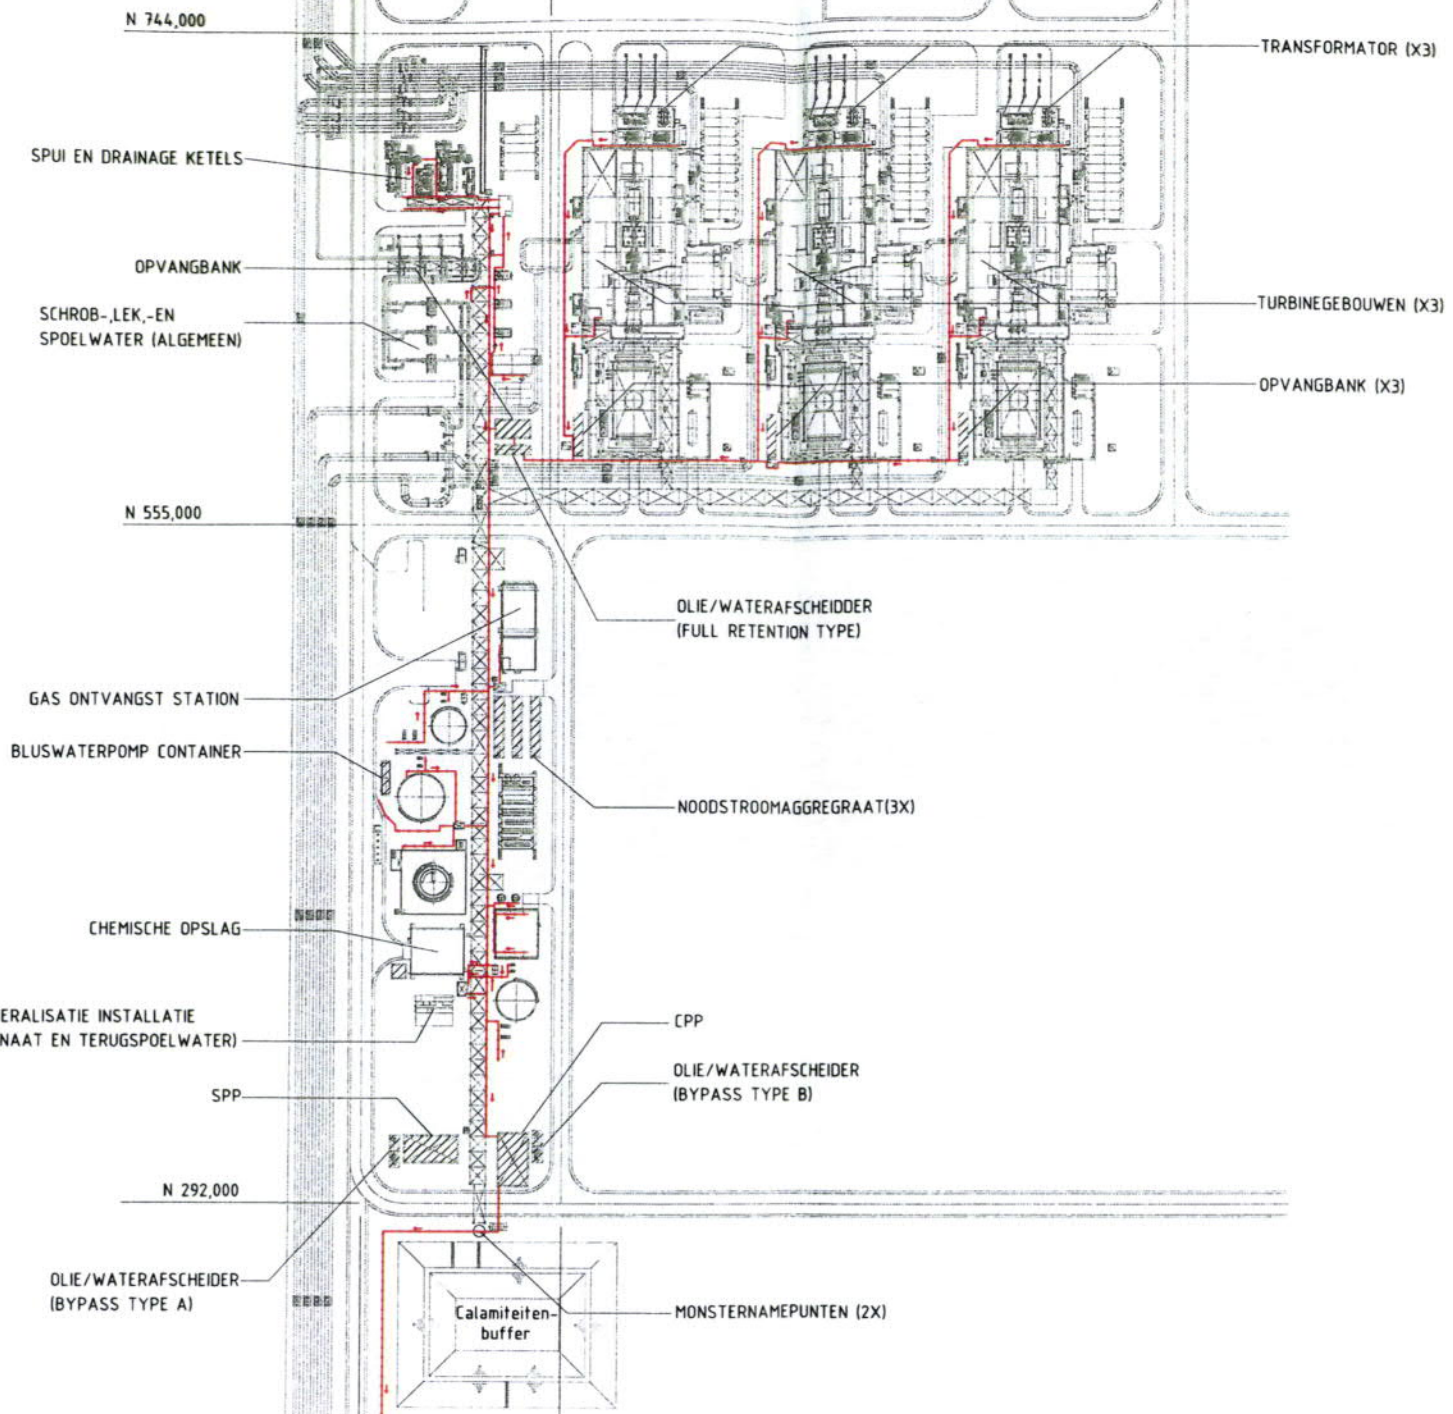 N 744,000
TRANSFORMATOR (X3)
SPUI EN DRAINAGE KETELS
OPVANGBANK
SCHROB-,LEK,-EN
SPOELWATER (ALGEMEEN)
TURBINEGEBOUWEN (X3)
OPVANGBANK (X3)
N 555,000
OLIE/WATERAFSCHEIDDER
(FULL RETENTION TYPE)
GAS ONTVANGST STATION
BLUSWATERPOMP CONTAINER
NOODSTROOMAGGREGRAAT(3X)
CHEMISCHE OPSLAG
ERALISATIE INSTALLATIE
NAAT EN TERUGSPOELWATER)
CPP
OLIE/WATERAFSCHEIDER
(BYPASS TYPE B)
SPP
N 292,000
OLIE/WATERAFSCHEIDER
(BYPASS TYPE A)
Calamiteiten-
buffer
MONSTERNAMEPUNTEN (2X)